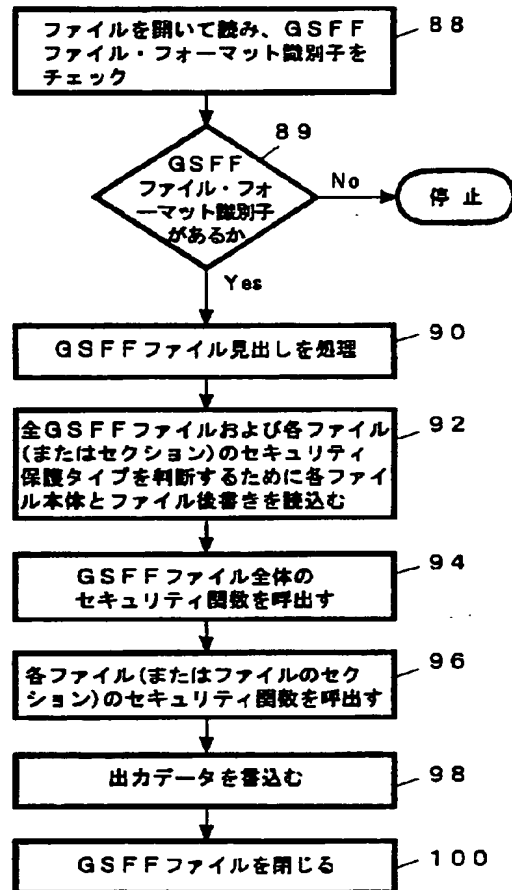 ファイルを開いて読み、GSFF
ファイル・フォーマット識別子を
チェック
88
89
GSFF
ファイル・フォ
ーマット識別子
があるか
No
停止
Yes
GSFFファイル見出しを処理
90
全GSFFファイルおよび各ファイル
(またはセクション)のセキュリティ
保護タイプを判断するために各ファイ
ル本体とファイル後書きを読込む
92
GSFFファイル全体の
セキュリティ関数を呼出す
94
各ファイル(またはファイルのセク
ション)のセキュリティ関数を呼出す
96
出力データを書込む
98
GSFFファイルを閉じる
100